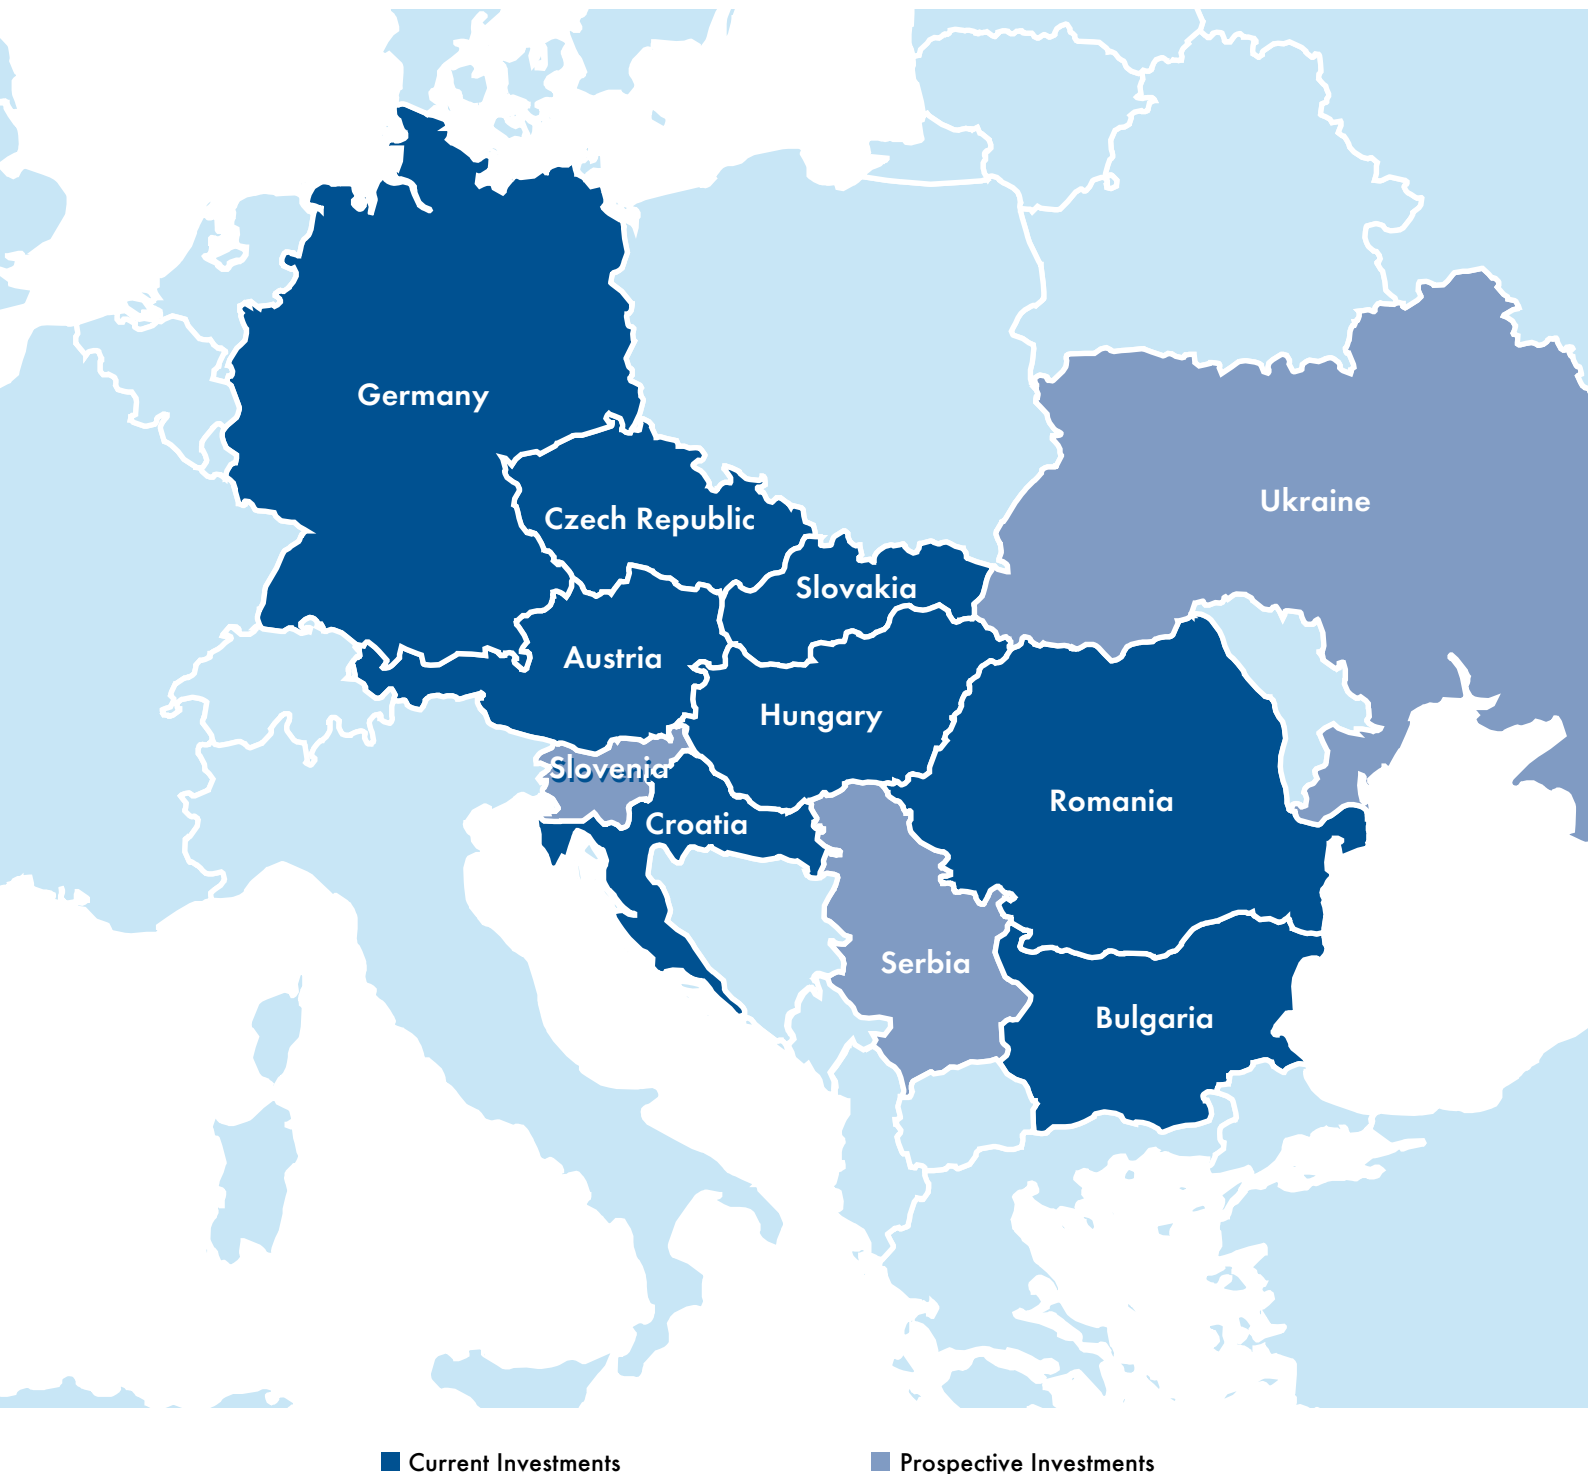 Germany
Ukraine
Czech Republic
Slovakia
Austria
Hungary
Slovenia
Romania
Croatia
Serbia
Bulgaria
Current Investments
Prospective Investments